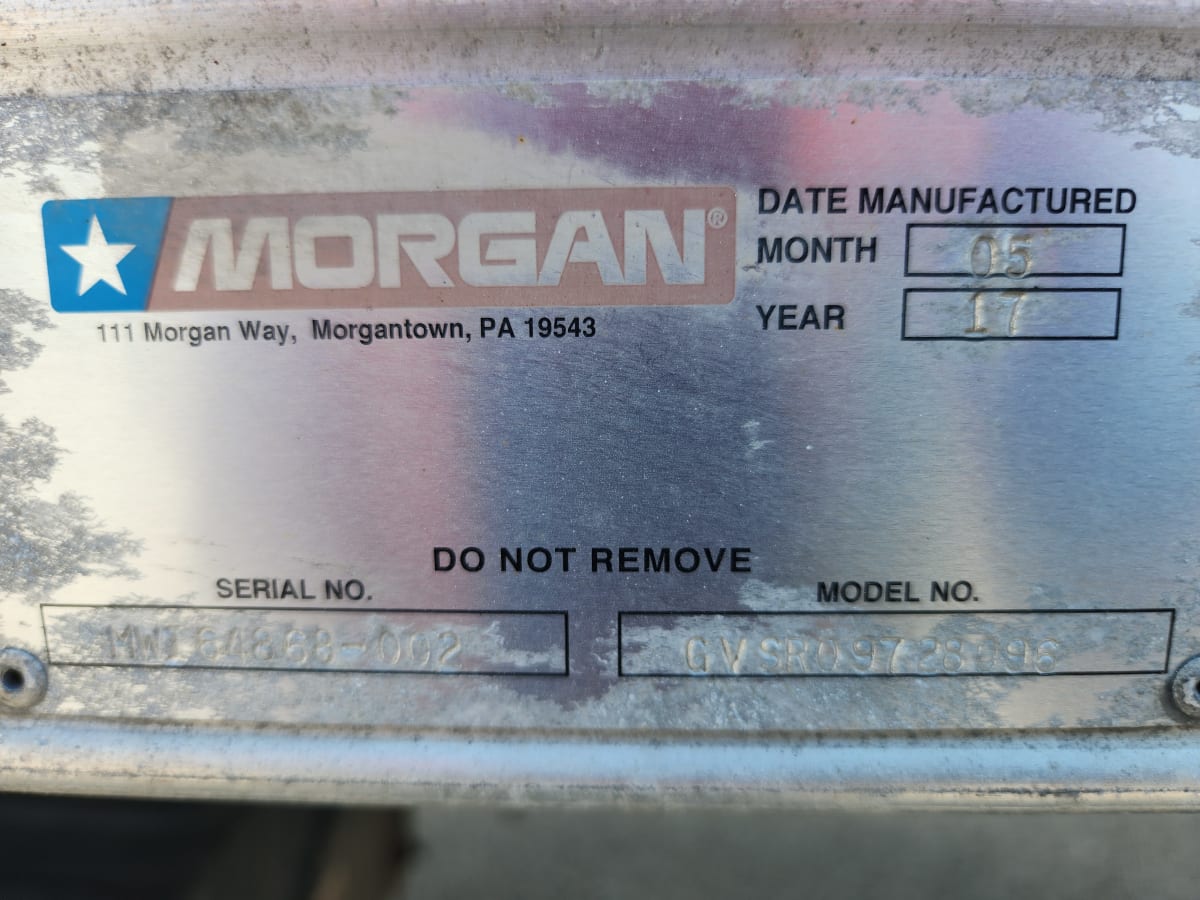 MORGAN®
111 Morgan Way, Morgantown, PA 19543
DATE MANUFACTURED
MONTH 05
YEAR 17
DO NOT REMOVE
SERIAL NO.
MODEL NO.